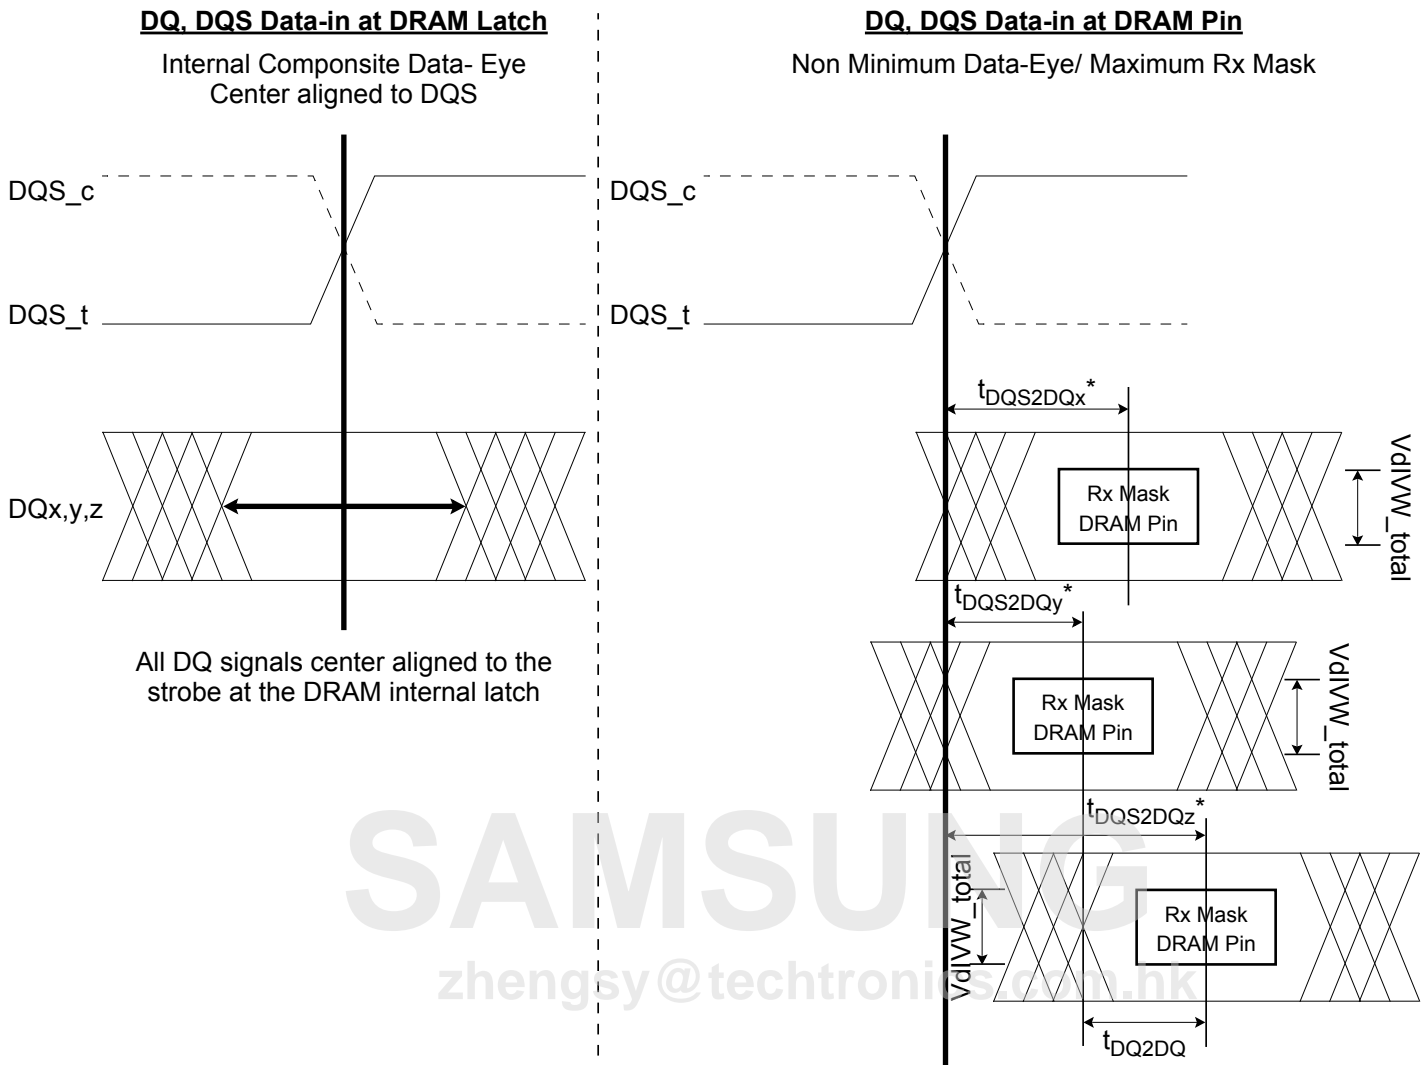 DQ, DQS Data-in at DRAM Latch
Internal Componsite Data- Eye
Center aligned to DQS
DQS_c
DQS_t
DQx,y,z
All DQ signals center aligned to the
strobe at the DRAM internal latch
DQ, DQS Data-in at DRAM Pin
Non Minimum Data-Eye/ Maximum Rx Mask
DQS_c
DQS_t
tDQS2DQx*
Rx Mask
DRAM Pin
VdIVW_total
tDQS2DQy*
Rx Mask
DRAM Pin
VdIVW_total
tDQS2DQz*
VdIVW_total
Rx Mask
DRAM Pin
tDQ2DQ
SAMSUNG
zhengsy@techtronics.com.hk